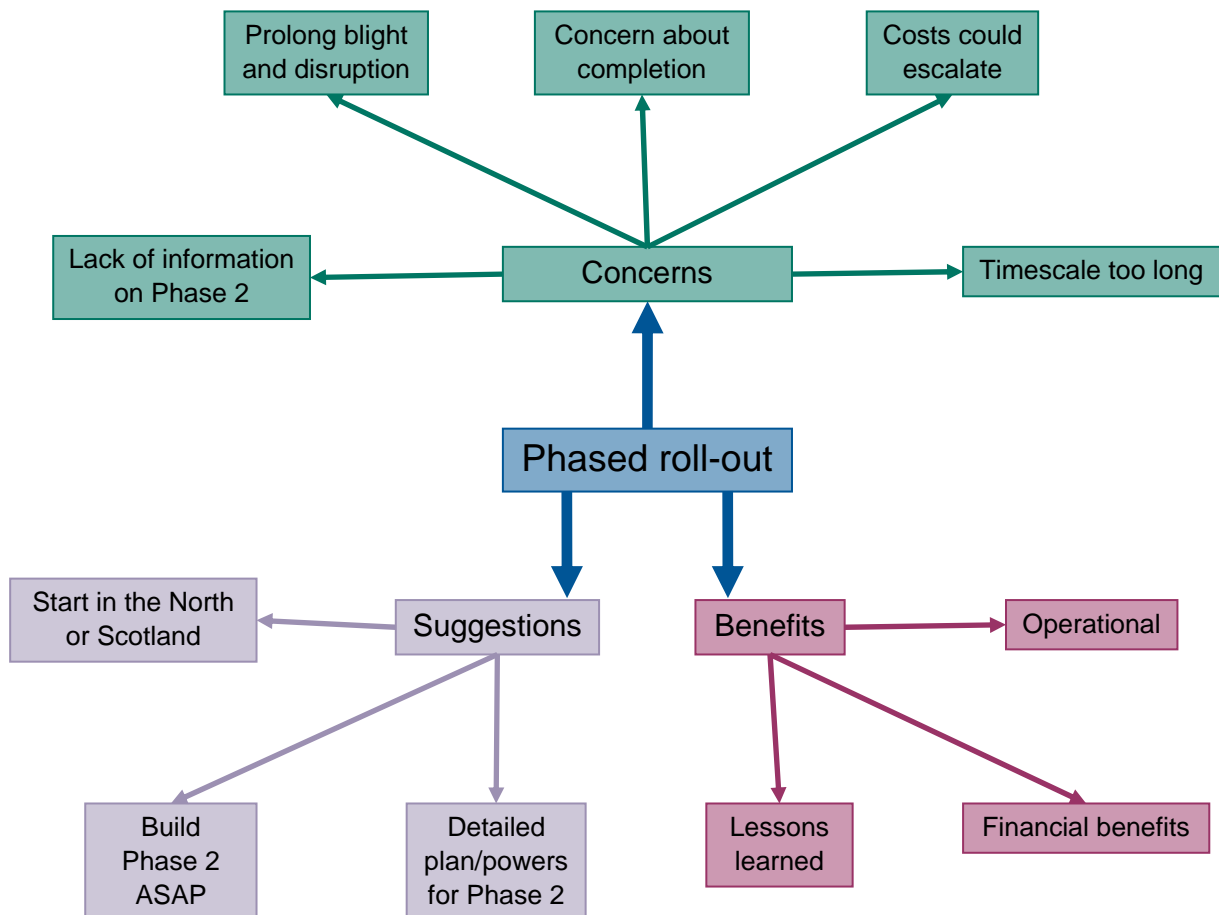 Prolong blight
and disruption
Concern about
completion
Costs could
escalate
Lack of information
on Phase 2
Concerns
Timescale too long
Phased roll-out
Start in the North
or Scotland
Suggestions
Benefits
Operational
Build
Phase 2
ASAP
Detailed
plan/powers
for Phase 2
Lessons
learned
Financial benefits